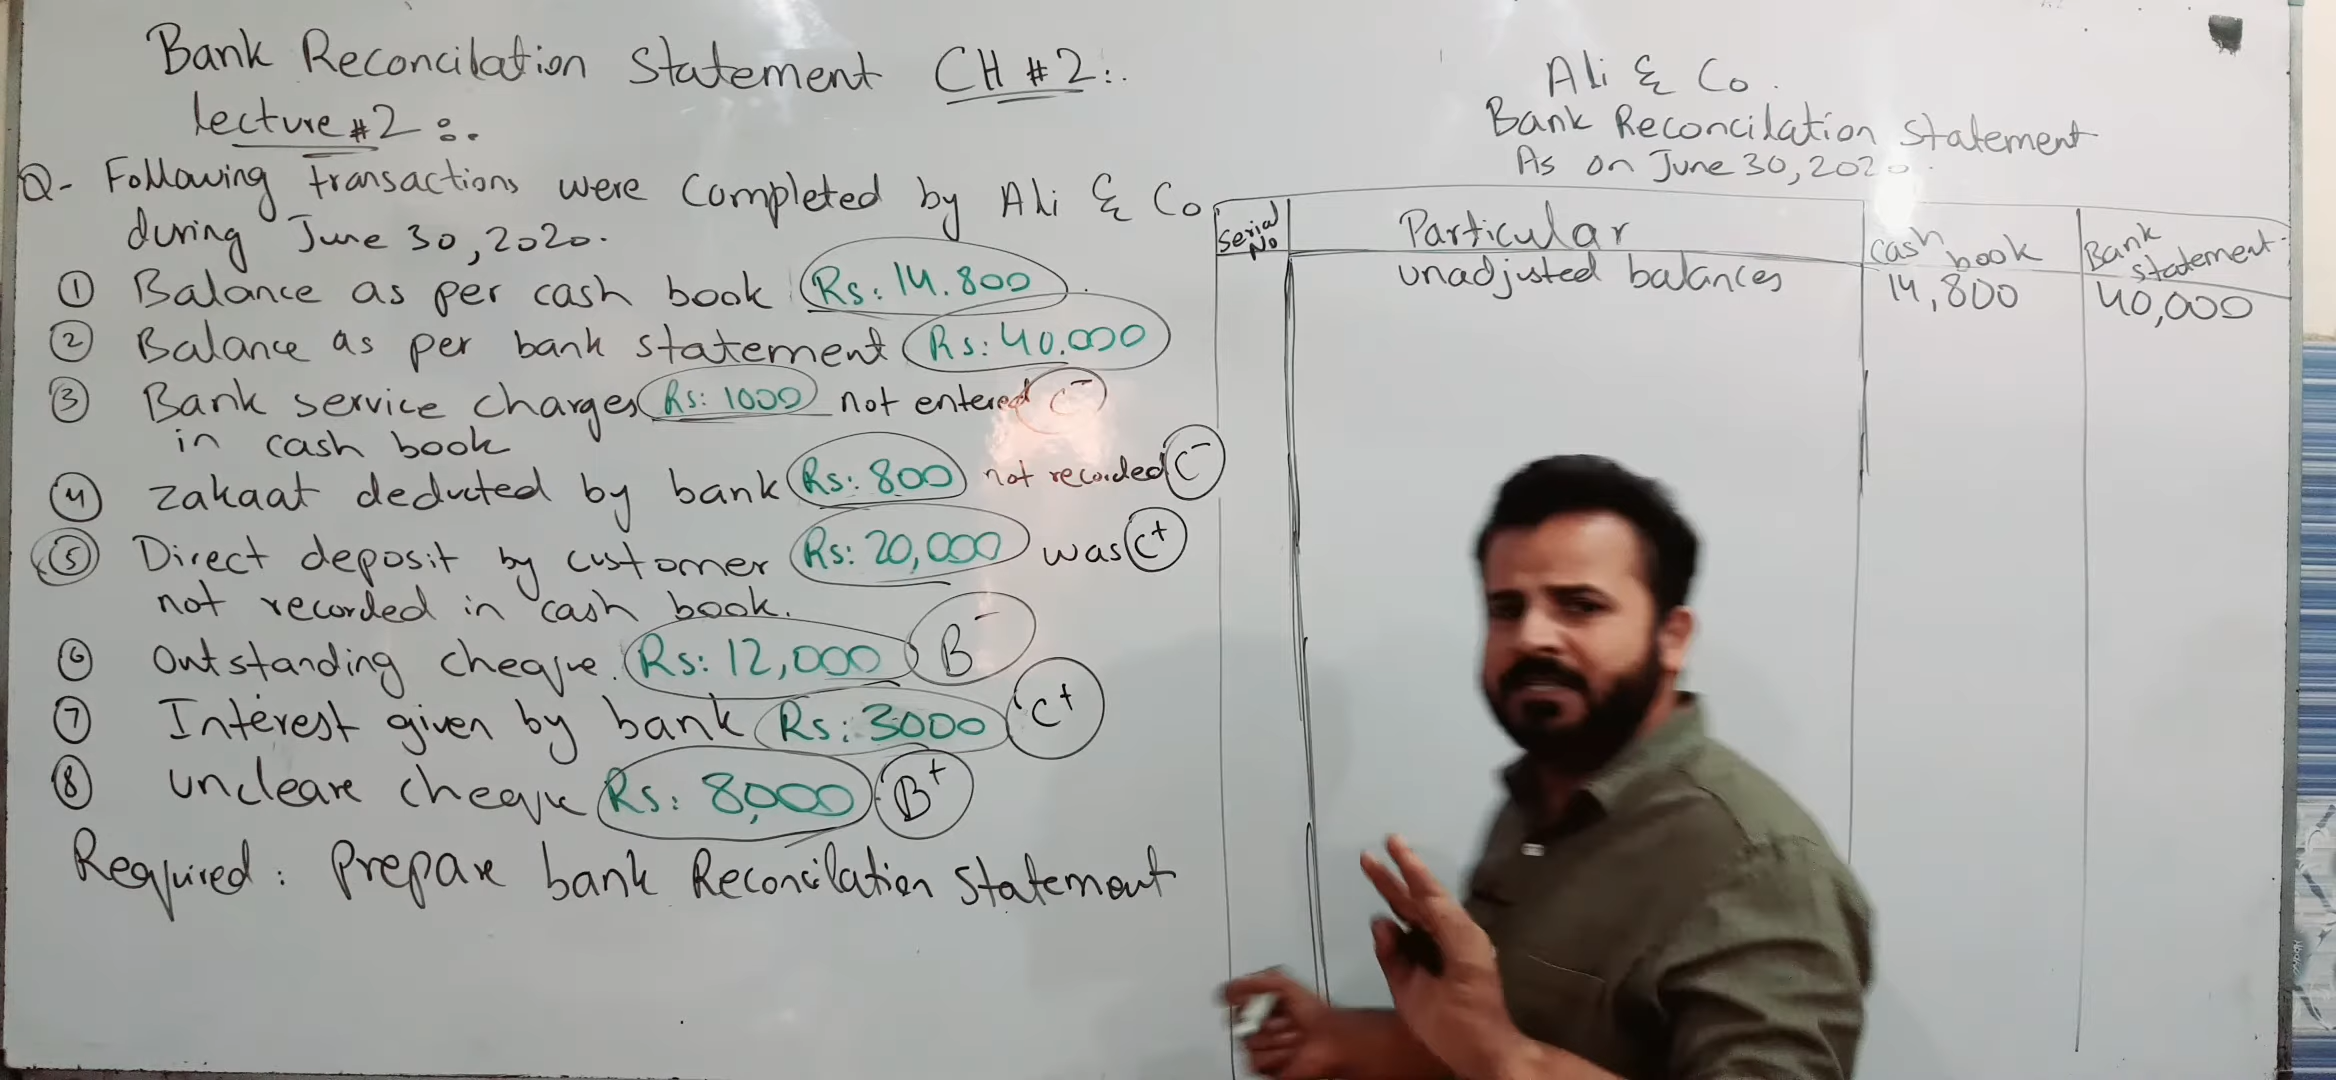 Bank Reconcilation Statement CH #2:.
lecture #2 :.
Q- Following transactions were Completed by Ali & Co
during June 30, 2020.
① Balance as per cash book Rs: 14.800
② Balance as per bank statement Rs: 40.000
③ Bank service charges Rs: 1000 not entered C-
in cash book
④ Zakaat deducted by bank Rs: 800 not recorded C-
⑤ Direct deposit by customer Rs: 20,000 was C+
not recorded in cash book.
⑥ Outstanding cheque. Rs: 12,000 B-
⑦ Interest given by bank Rs: 3000 C+
⑧ uncleare cheque Rs: 8,000 B+
Required: Prepare bank Reconcilation statement
Ali & Co.
Bank Reconcilation statement
As on June 30, 2020.
Serial No Particular cash book Bank statement
unadjusted balances 14,800 40,000